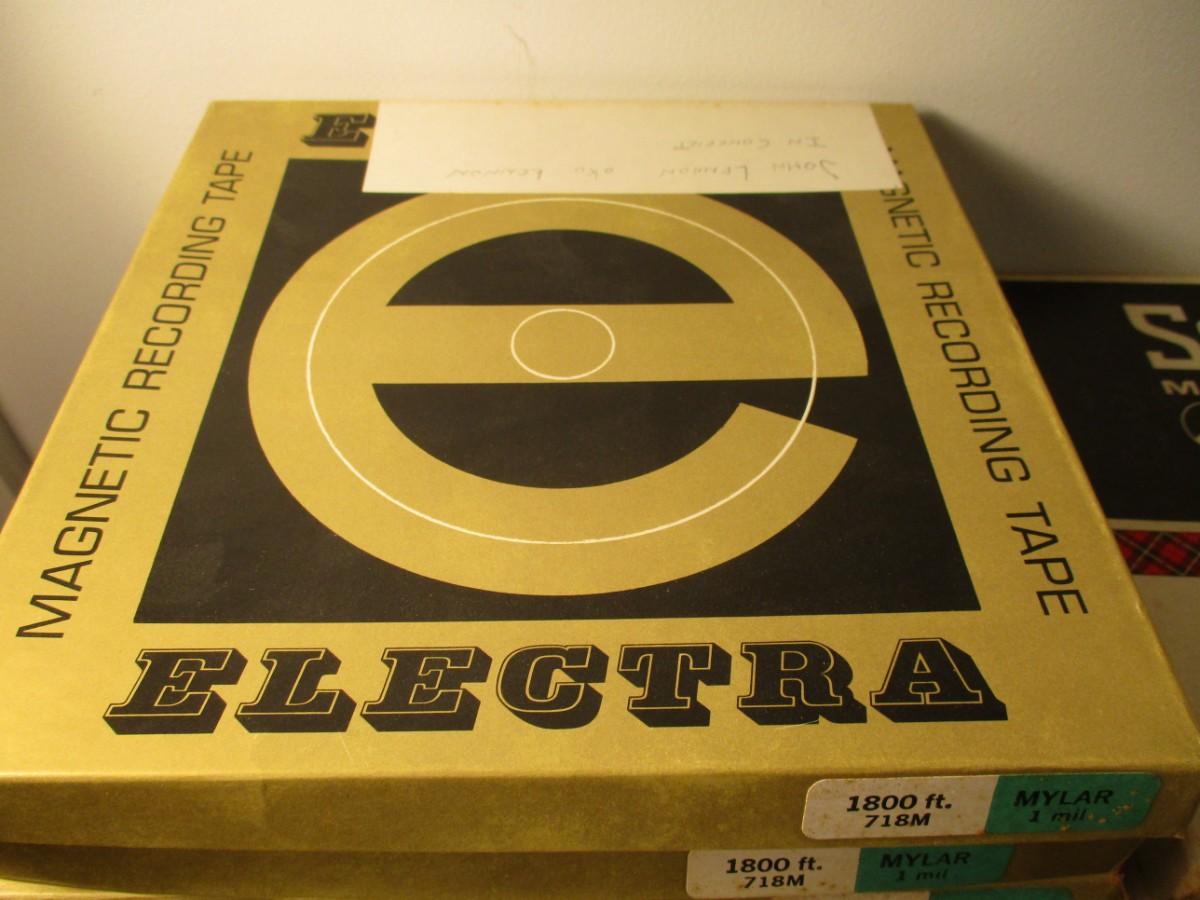 E
JOHN LENNON OKO LENNON
IN CONCERT
MAGNETIC RECORDING TAPE
MAGNETIC RECORDING TAPE
ELECTRA
1800 ft.
718M
MYLAR
1 mil
1800 ft.
718M
MYLAR
1 mil